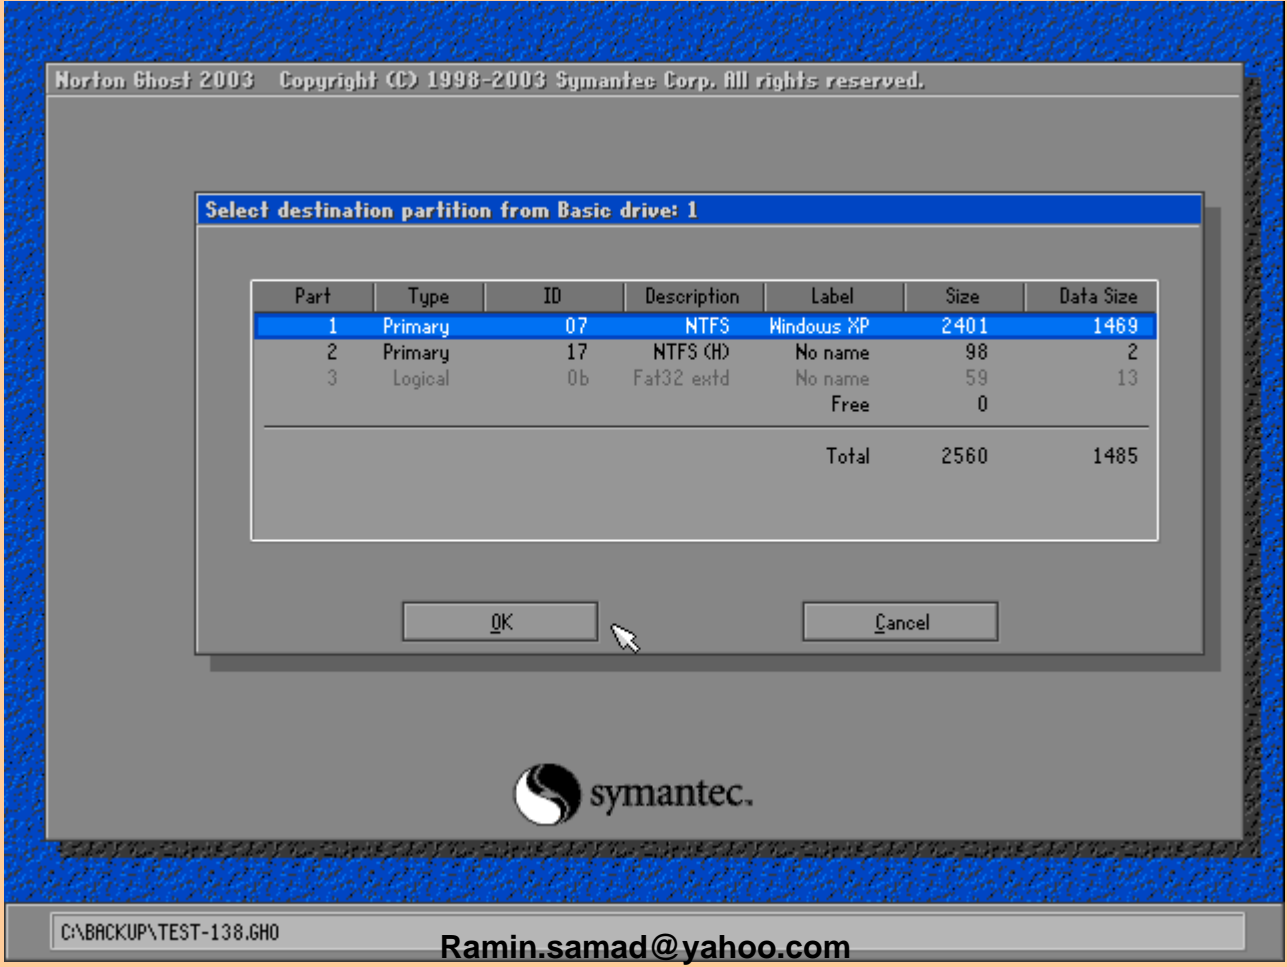 Norton Ghost 2003 Copyright (C) 1998-2003 Symantec Corp. All rights reserved.
Select destination partition from Basic drive: 1
Part Type ID Description Label Size Data Size
1 Primary 07 NTFS Windows XP 2401 1469
2 Primary 17 NTFS (H) No name 98 2
3 Logical 0b Fat32 extd No name 59 13
Free 0
Total 2560 1485
OK Cancel
symantec.
C:\BACKUP\TEST-138.GHO
Ramin.samad@yahoo.com